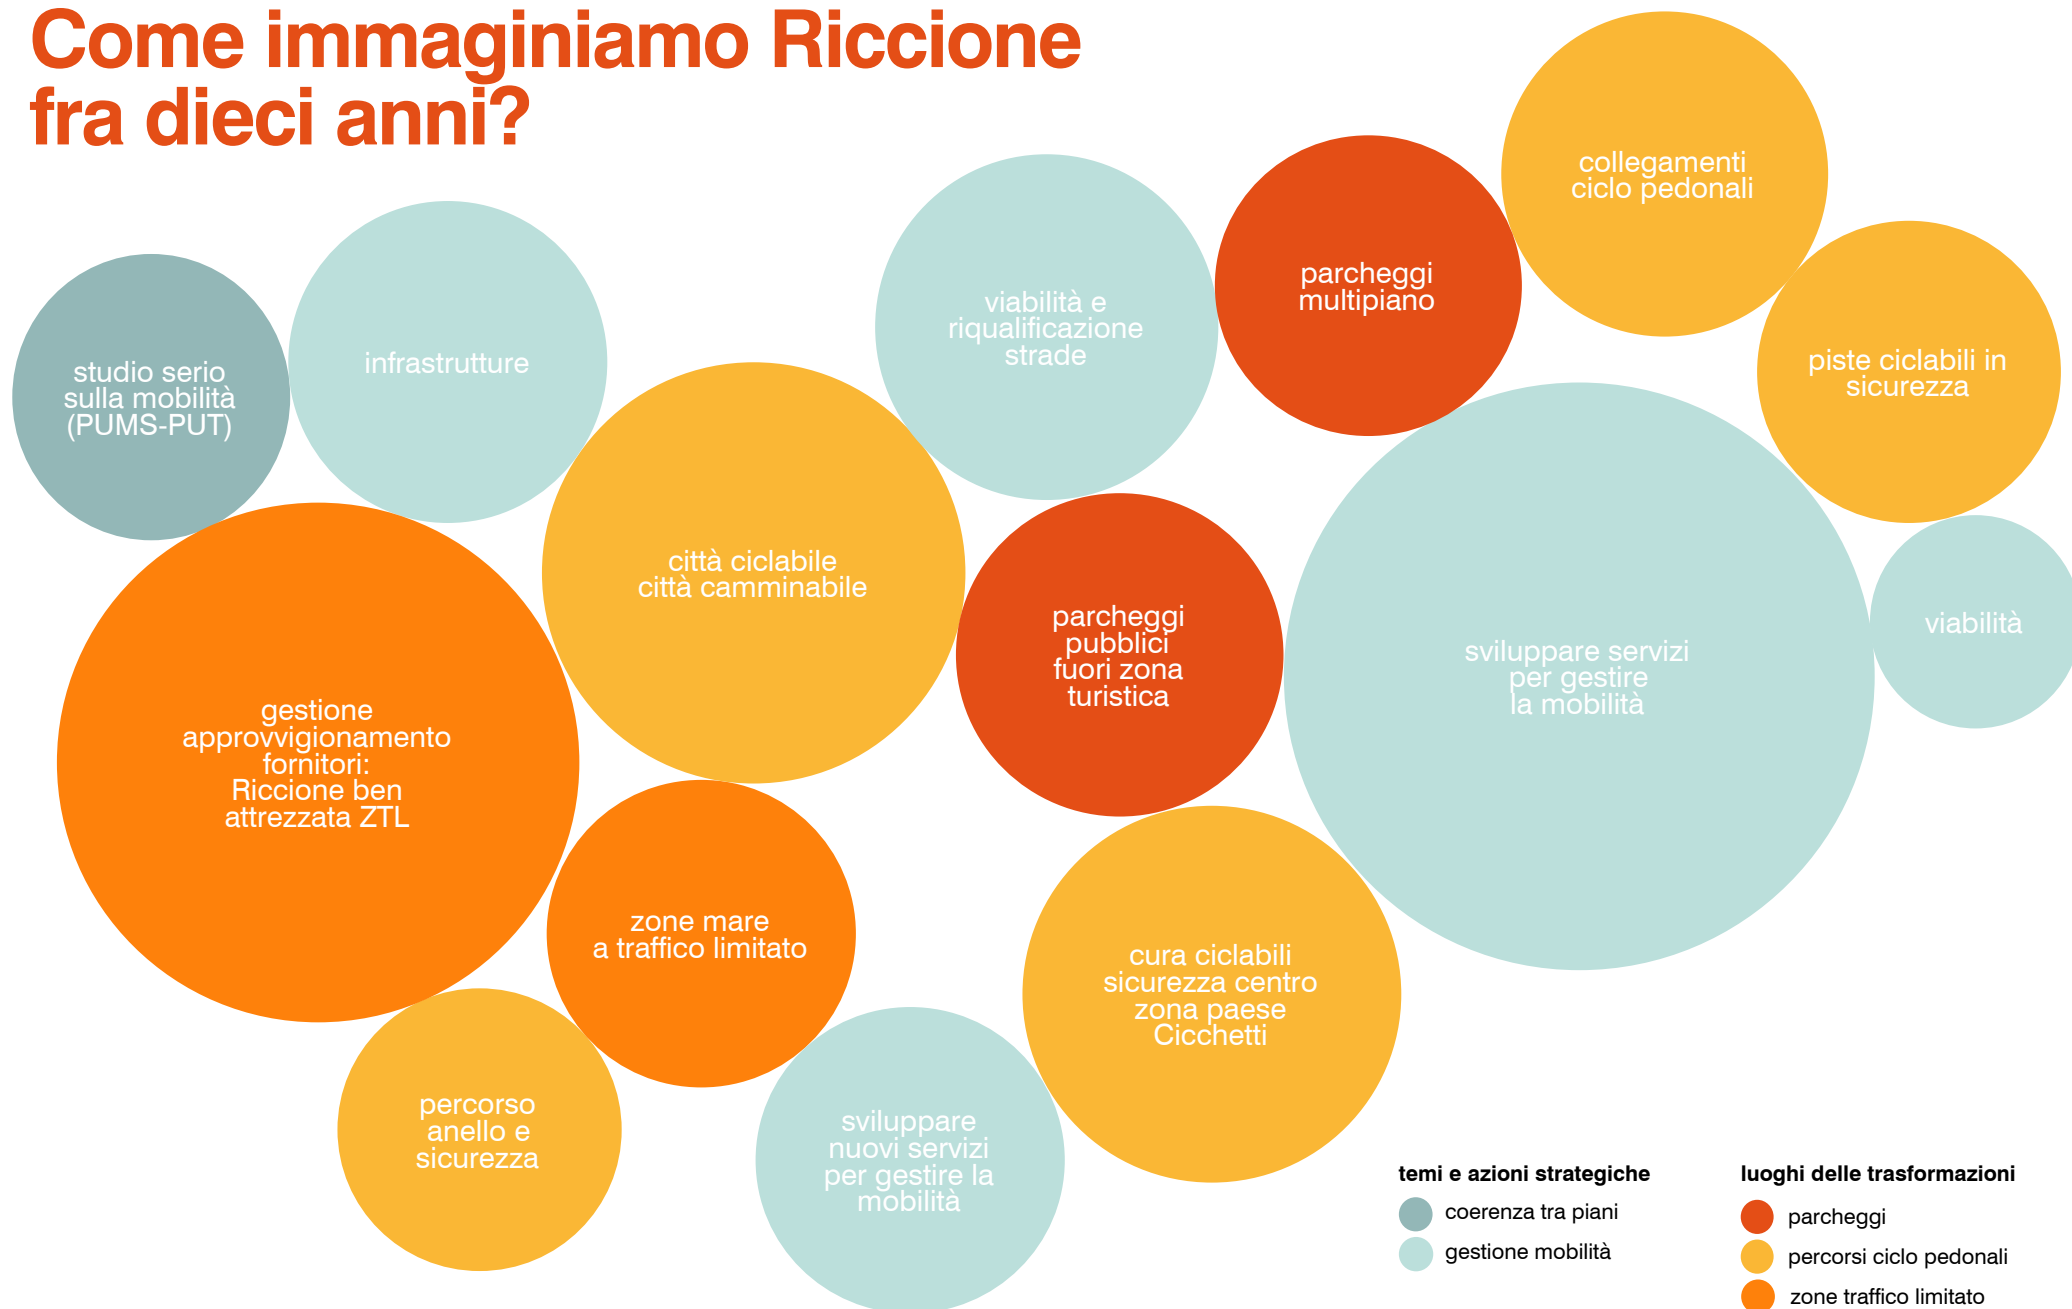 Come immaginiamo Riccione
fra dieci anni?
collegamenti
ciclo pedonali
parcheggi
multipiano
viabilità e
riqualificazione
strade
piste ciclabili in
sicurezza
infrastrutture
studio serio
sulla mobilità
(PUMS-PUT)
città ciclabile
città camminabile
parcheggi
pubblici
fuori zona
turistica
sviluppare servizi
per gestire
la mobilità
viabilità
gestione
approvvigionamento
fornitori:
Riccione ben
attrezzata ZTL
zone mare
a traffico limitato
cura ciclabili
sicurezza centro
zona paese
Cicchetti
percorso
anello e
sicurezza
sviluppare
nuovi servizi
per gestire la
mobilità
temi e azioni strategiche
coerenza tra piani
gestione mobilità
luoghi delle trasformazioni
parcheggi
percorsi ciclo pedonali
zone traffico limitato